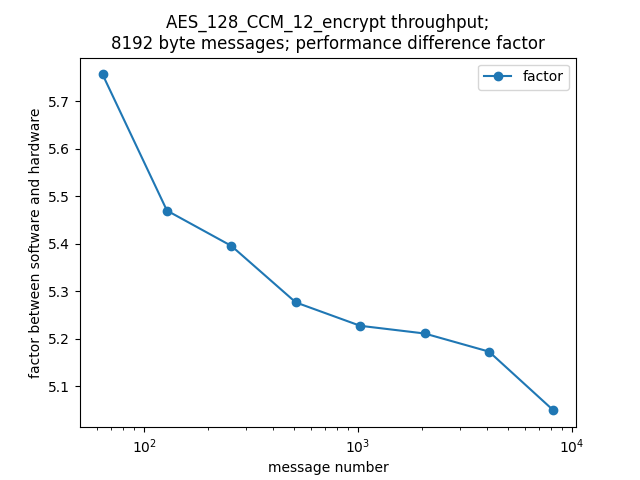 AES_128_CCM_12_encrypt throughput;
8192 byte messages; performance difference factor
factor
5.7
5.6
5.5
5.4
5.3
5.2
5.1
factor between software and hardware
10²
10³
10⁴
message number